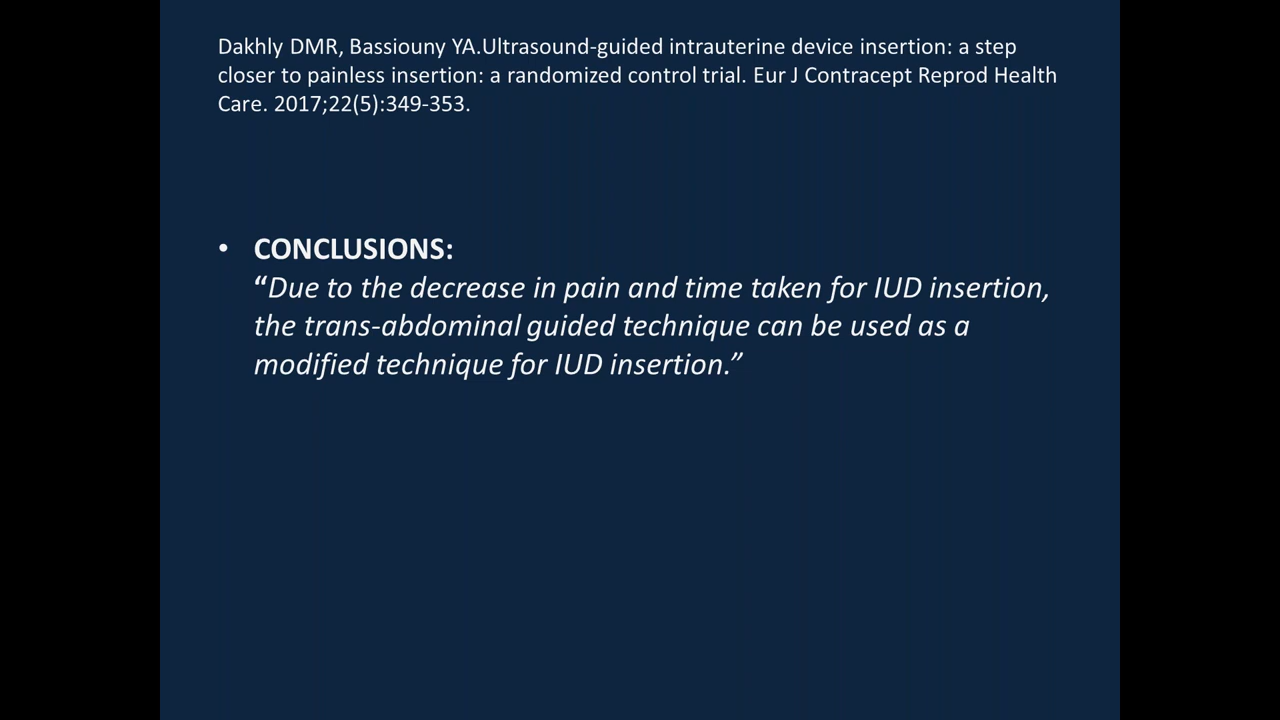 Dakhly DMR, Bassiouny YA.Ultrasound-guided intrauterine device insertion: a step
closer to painless insertion: a randomized control trial. Eur J Contracept Reprod Health
Care. 2017;22(5):349-353.
• CONCLUSIONS:
“Due to the decrease in pain and time taken for IUD insertion,
the trans-abdominal guided technique can be used as a
modified technique for IUD insertion.”